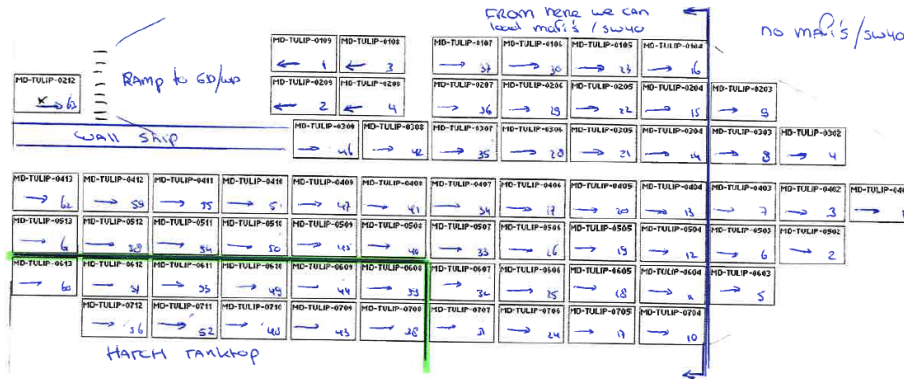 FROM here we can
load mafi's / SW40
no mafi's / SW40
Ramp to GD/WD
MD-TULIP-0109 MD-TULIP-0108 MD-TULIP-0107 MD-TULIP-0106 MD-TULIP-0105 MD-TULIP-0104
1 3 37 30 23 16
MD-TULIP-0212 MD-TULIP-0209 MD-TULIP-0208 MD-TULIP-0207 MD-TULIP-0206 MD-TULIP-0205 MD-TULIP-0204 MD-TULIP-0203
x 63 2 4 36 29 22 15 9
WALL SHIP
MD-TULIP-0309 MD-TULIP-0308 MD-TULIP-0307 MD-TULIP-0306 MD-TULIP-0305 MD-TULIP-0304 MD-TULIP-0303 MD-TULIP-0302
46 42 35 28 21 14 8 4
MD-TULIP-0413 MD-TULIP-0412 MD-TULIP-0411 MD-TULIP-0410 MD-TULIP-0409 MD-TULIP-0408 MD-TULIP-0407 MD-TULIP-0406 MD-TULIP-0405 MD-TULIP-0404 MD-TULIP-0403 MD-TULIP-0402
62 59 55 51 47 41 34 27 20 13 7 3
MD-TULIP-0513 MD-TULIP-0512 MD-TULIP-0511 MD-TULIP-0510 MD-TULIP-0509 MD-TULIP-0508 MD-TULIP-0507 MD-TULIP-0506 MD-TULIP-0505 MD-TULIP-0504 MD-TULIP-0503 MD-TULIP-0502
61 58 54 50 45 40 33 26 19 12 6 2
MD-TULIP-0613 MD-TULIP-0612 MD-TULIP-0611 MD-TULIP-0610 MD-TULIP-0609 MD-TULIP-0608 MD-TULIP-0607 MD-TULIP-0606 MD-TULIP-0605 MD-TULIP-0604 MD-TULIP-0603
60 57 53 49 44 39 32 25 18 11 5
MD-TULIP-0712 MD-TULIP-0711 MD-TULIP-0710 MD-TULIP-0709 MD-TULIP-0708 MD-TULIP-0707 MD-TULIP-0706 MD-TULIP-0705 MD-TULIP-0704
56 52 48 43 38 31 24 17 10
HATCH TANKTOP